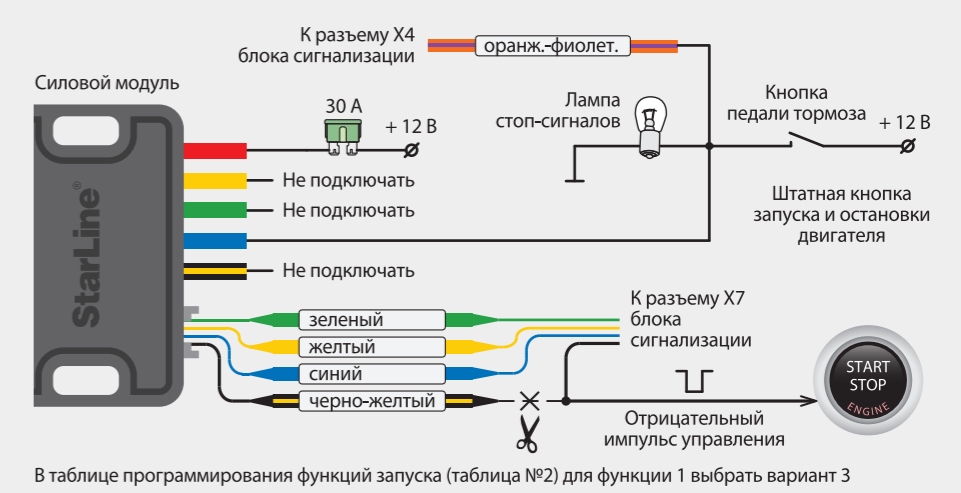 К разъему X4
блока сигнализации
оранж.-фиолет.
Силовой модуль
30 А
+ 12 В
Лампа
стоп-сигналов
Кнопка
педали тормоза
+ 12 В
StarLine®
Не подключать
Не подключать
Не подключать
Штатная кнопка
запуска и остановки
двигателя
зеленый
желтый
синий
черно-желтый
К разъему X7
блока
сигнализации
START
STOP
ENGINE
Отрицательный
импульс управления
В таблице программирования функций запуска (таблица №2) для функции 1 выбрать вариант 3